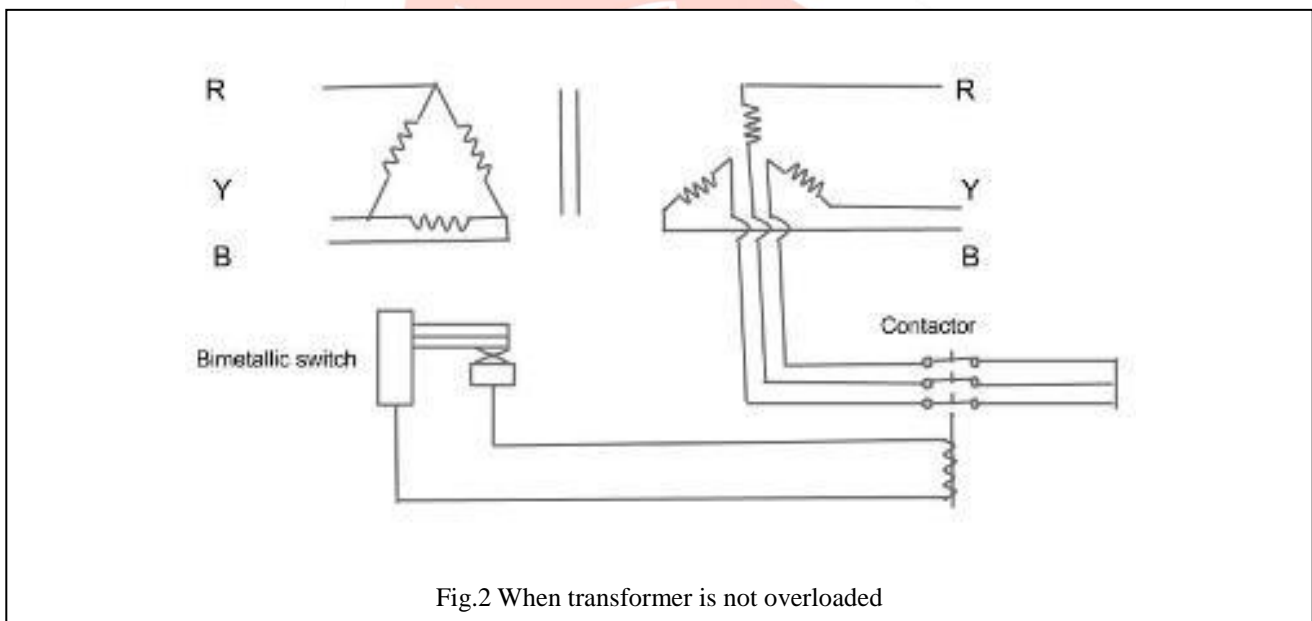 R
R
Y
Y
B
B
Contactor
Bimetallic switch
Fig.2 When transformer is not overloaded